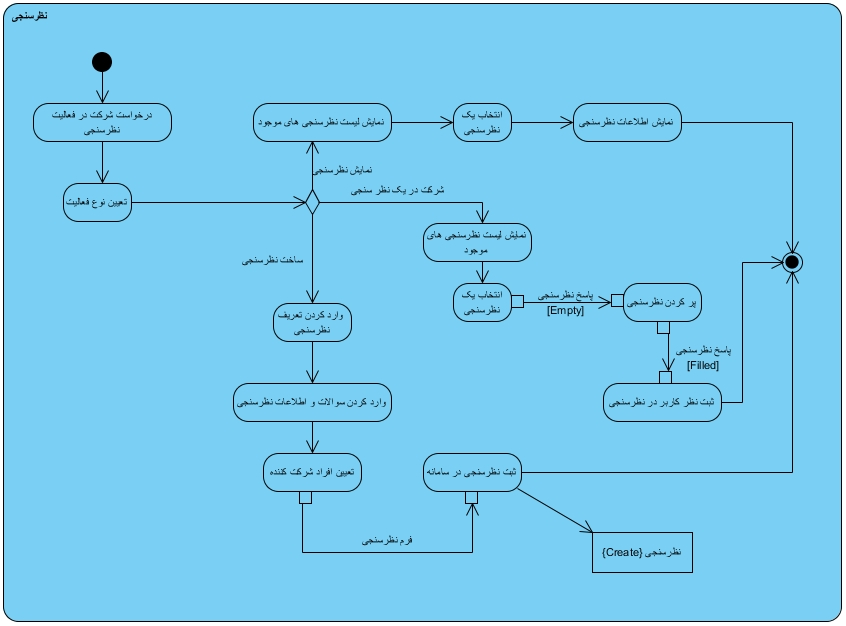 نظرسنجی
درخواست شرکت در فعالیت
نظرسنجی
تعیین نوع فعالیت
نمایش لیست نظرسنجی های موجود
انتخاب یک
نظرسنجی
نمایش اطلاعات نظرسنجی
نمایش نظرسنجی
شرکت در یک نظر سنجی
نمایش لیست نظرسنجی های
موجود
انتخاب یک
نظرسنجی
پاسخ نظرسنجی
[Empty]
پر کردن نظرسنجی
پاسخ نظرسنجی
[Filled]
ثبت نظر کاربر در نظرسنجی
ساخت نظرسنجی
وارد کردن تعریف
نظرسنجی
وارد کردن سوالات و اطلاعات نظرسنجی
تعیین افراد شرکت کننده
فرم نظرسنجی
ثبت نظرسنجی در سامانه
نظرسنجی {Create}